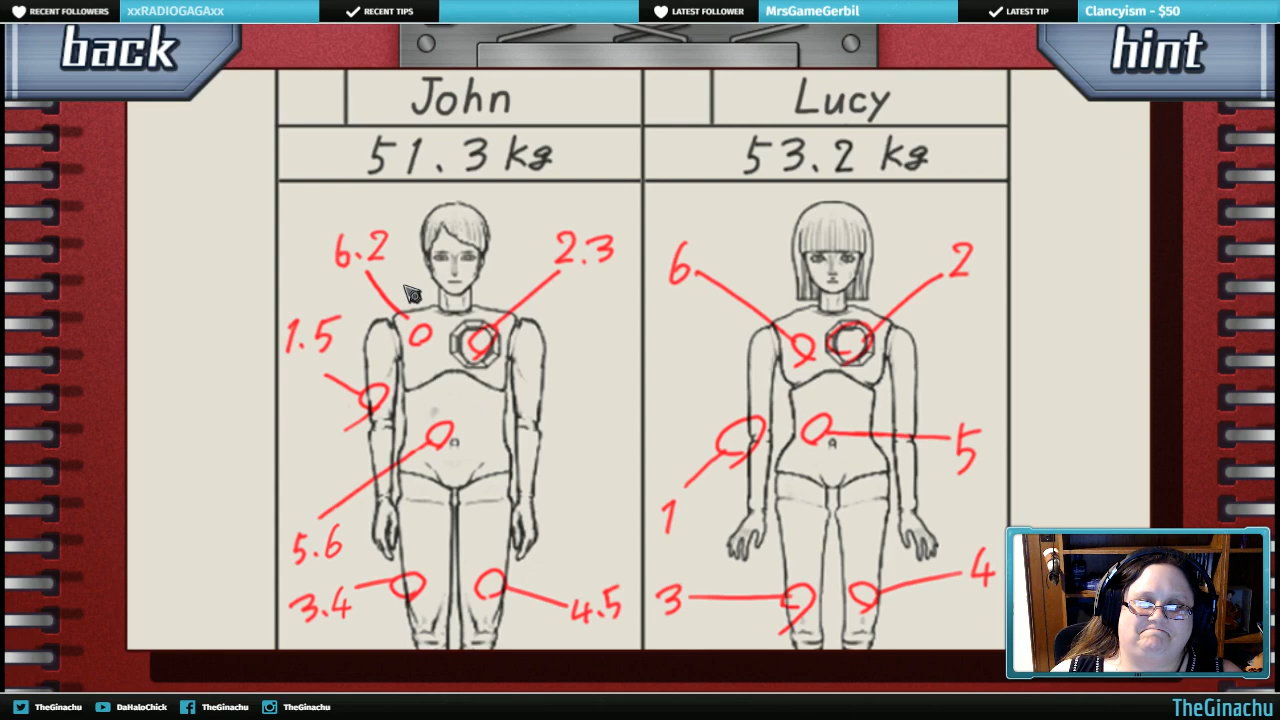 RECENT FOLLOWERS xxRADIOGAGAxx RECENT TIPS LATEST FOLLOWER MrsGameGerbil LATEST TIP Clancyism - $50
back
hint
John Lucy
51.3 kg 53.2 kg
6.2 2.3 6 2
1.5
5
1
5.6
4
3.4 4.5 3
TheGinachu DaHaloChick TheGinachu TheGinachu TheGinachu